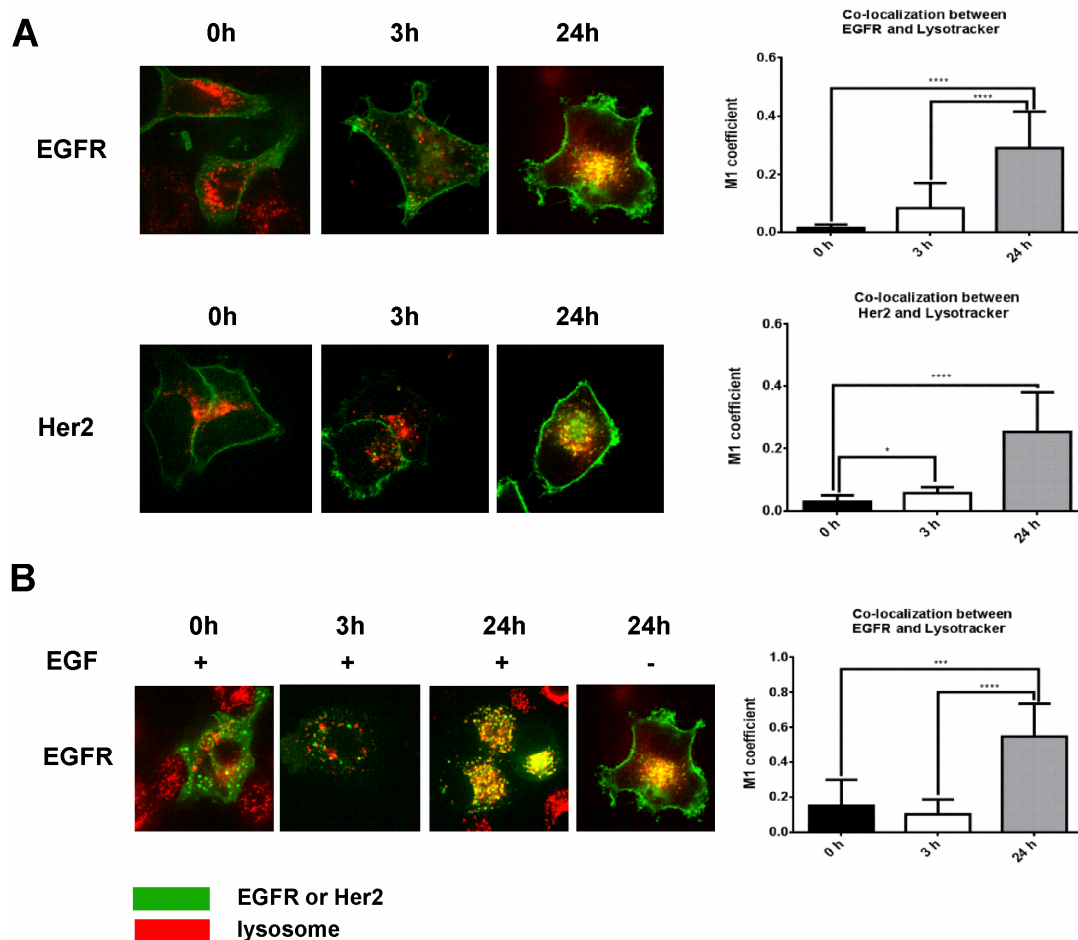 A
0h 3h 24h
EGFR
Co-localization between
EGFR and Lysotracker
M1 coefficient
0.6
0.4
0.2
0.0
****
****
0 h
3 h
24 h
0h 3h 24h
Her2
Co-localization between
Her2 and Lysotracker
M1 coefficient
0.6
0.4
0.2
0.0
****
*
0 h
3 h
24 h
B
0h 3h 24h 24h
EGF + + + -
EGFR
Co-localization between
EGFR and Lysotracker
M1 coefficient
1.0
0.8
0.6
0.4
0.2
0.0
***
****
0 h
3 h
24 h
EGFR or Her2
lysosome